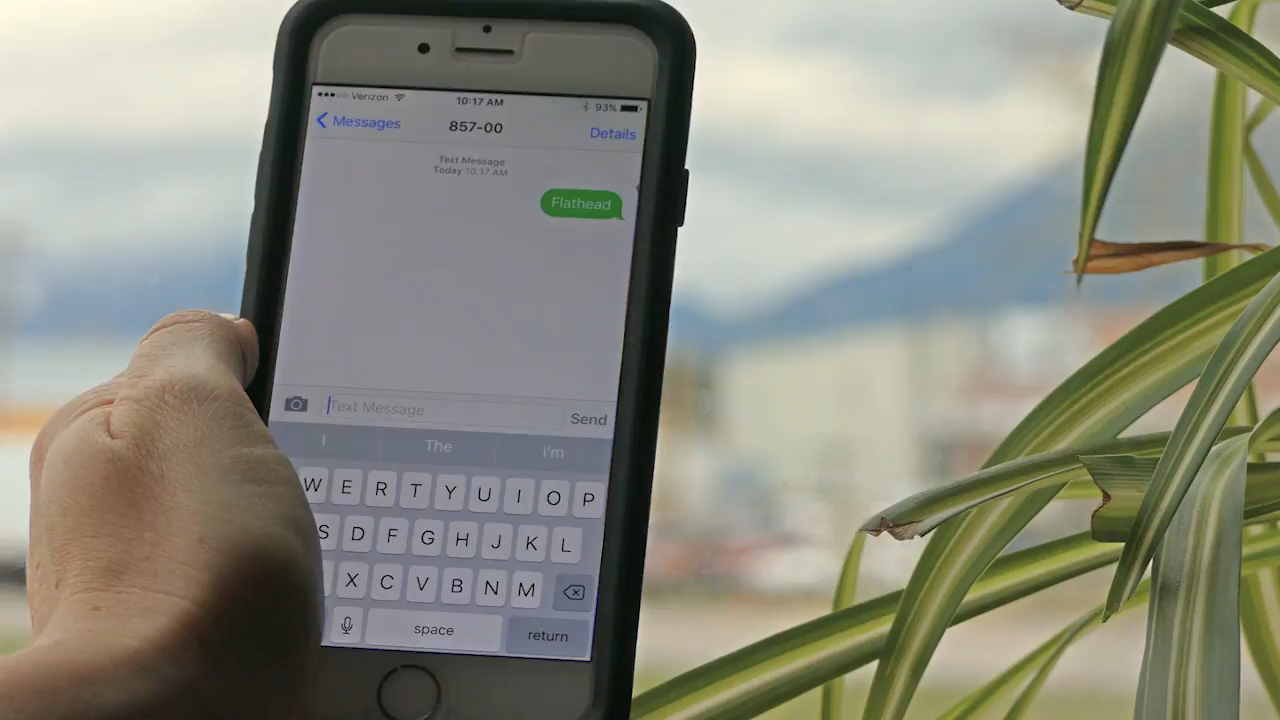 Verizon 10:17 AM 93%
Messages 857-00 Details
Text Message
Today 10:17 AM
Flathead
Text Message Send
I The I'm
W E R T Y U I O P
S D F G H J K L
X C V B N M
space return